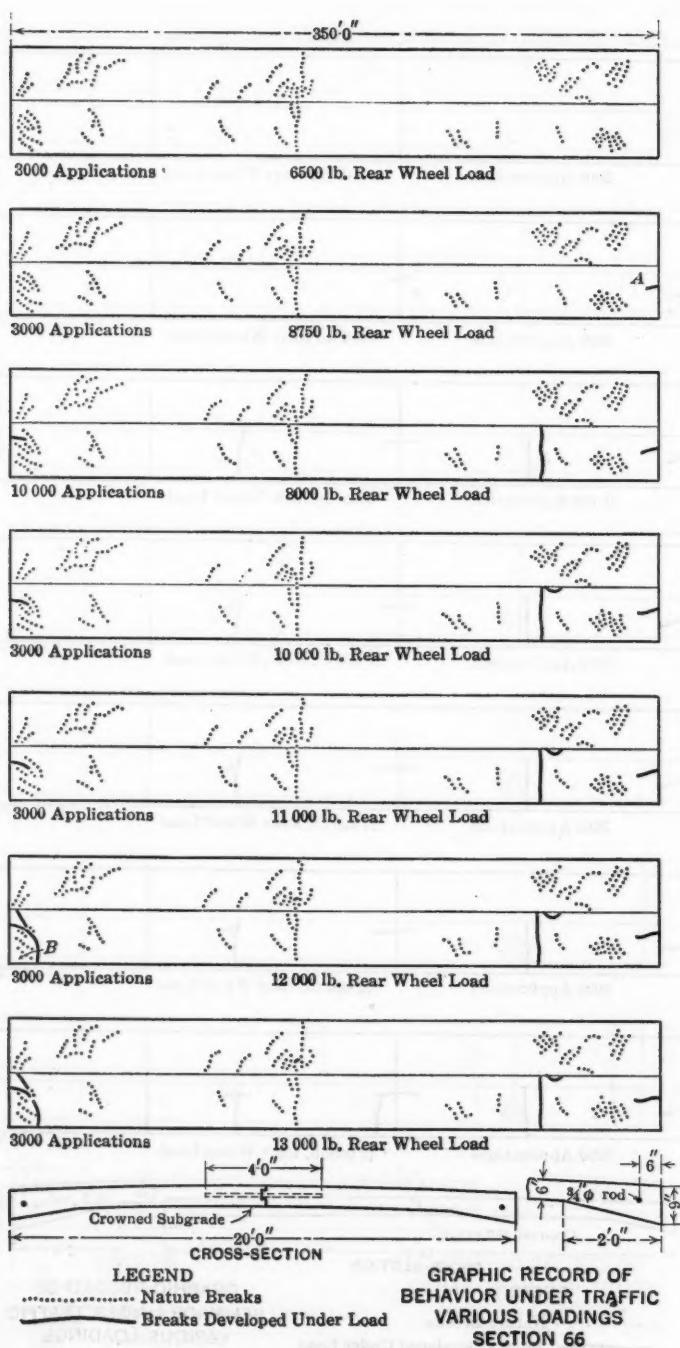 350'-0"
3000 Applications 6500 lb. Rear Wheel Load
A
3000 Applications 8750 lb. Rear Wheel Load
10 000 Applications 8000 lb. Rear Wheel Load
3000 Applications 10 000 lb. Rear Wheel Load
3000 Applications 11 000 lb. Rear Wheel Load
B
3000 Applications 12 000 lb. Rear Wheel Load
3000 Applications 13 000 lb. Rear Wheel Load
4'-0" 6"
6" ¾"φ rod 9"
Crowned Subgrade
20'-0" 2'-0"
CROSS-SECTION
LEGEND
Nature Breaks
Breaks Developed Under Load
GRAPHIC RECORD OF
BEHAVIOR UNDER TRAFFIC
VARIOUS LOADINGS
SECTION 66